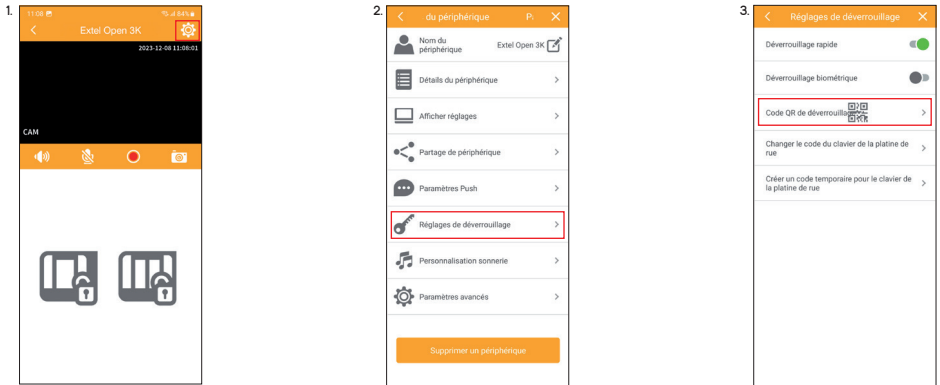 1.
11:08 84%
Extel Open 3K
2023-12-08 11:08:01
CAM
2.
du périphérique P
Nom du
périphérique
Extel Open 3K
Détails du périphérique
Afficher réglages
Partage de périphérique
Paramètres Push
Réglages de déverrouillage
Personnalisation sonnerie
Paramètres avancés
Supprimer un périphérique
3.
Réglages de déverrouillage
Déverrouillage rapide
Déverrouillage biométrique
Code QR de déverrouillage
Changer le code du clavier de la platine de
rue
Créer un code temporaire pour le clavier de
la platine de rue